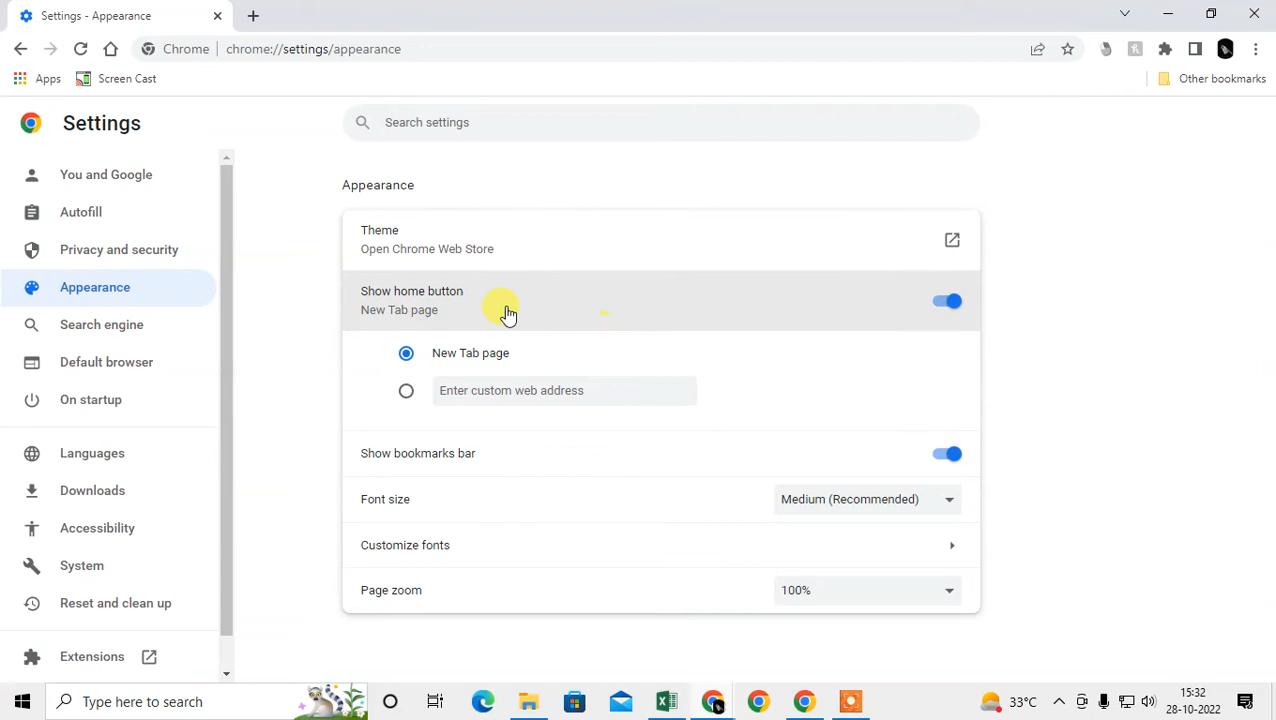 Settings - Appearance
Chrome
chrome://settings/appearance
Apps
Screen Cast
Other bookmarks
Settings
Search settings
You and Google
Autofill
Privacy and security
Appearance
Search engine
Default browser
On startup
Languages
Downloads
Accessibility
System
Reset and clean up
Extensions
Appearance
Theme
Open Chrome Web Store
Show home button
New Tab page
New Tab page
Enter custom web address
Show bookmarks bar
Font size
Medium (Recommended)
Customize fonts
Page zoom
100%
Type here to search
33°C
15:32
28-10-2022